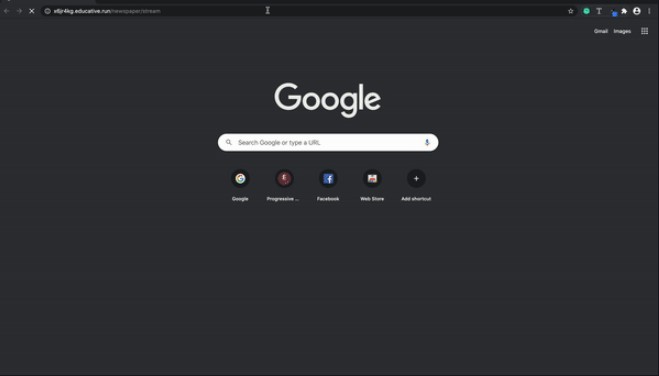 x6jr4kg.educative.run/newspaper/stream
Gmail Images
Google
Search Google or type a URL
Google Progressive ... Facebook Web Store Add shortcut